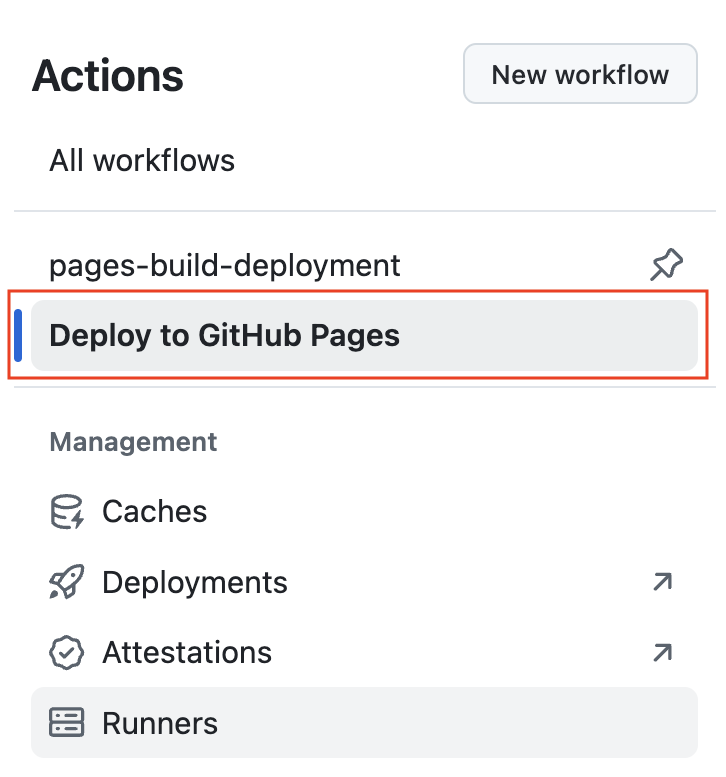 Actions
New workflow
All workflows
pages-build-deployment
Deploy to GitHub Pages
Management
Caches
Deployments
Attestations
Runners